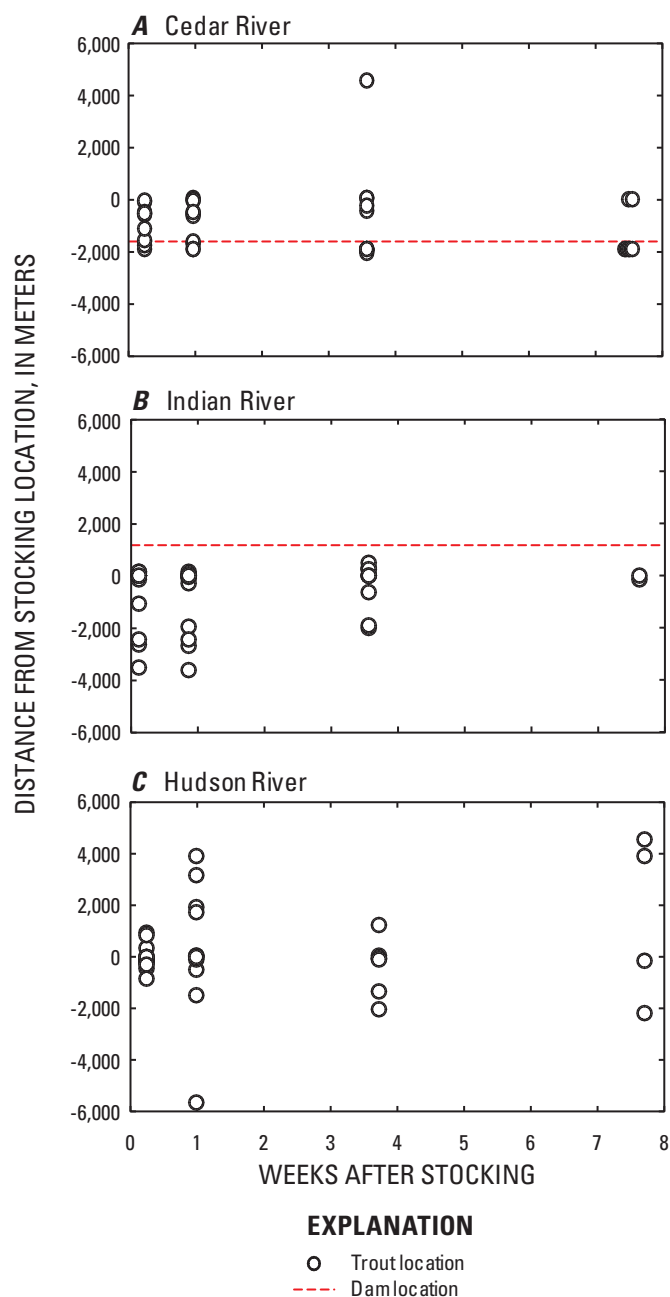 A Cedar River
6,000
4,000
2,000
0
-2,000
-4,000
-6,000
B Indian River
6,000
4,000
2,000
0
-2,000
-4,000
-6,000
C Hudson River
6,000
4,000
2,000
0
-2,000
-4,000
-6,000
0 1 2 3 4 5 6 7 8
DISTANCE FROM STOCKING LOCATION, IN METERS
WEEKS AFTER STOCKING
EXPLANATION
Trout location
Dam location